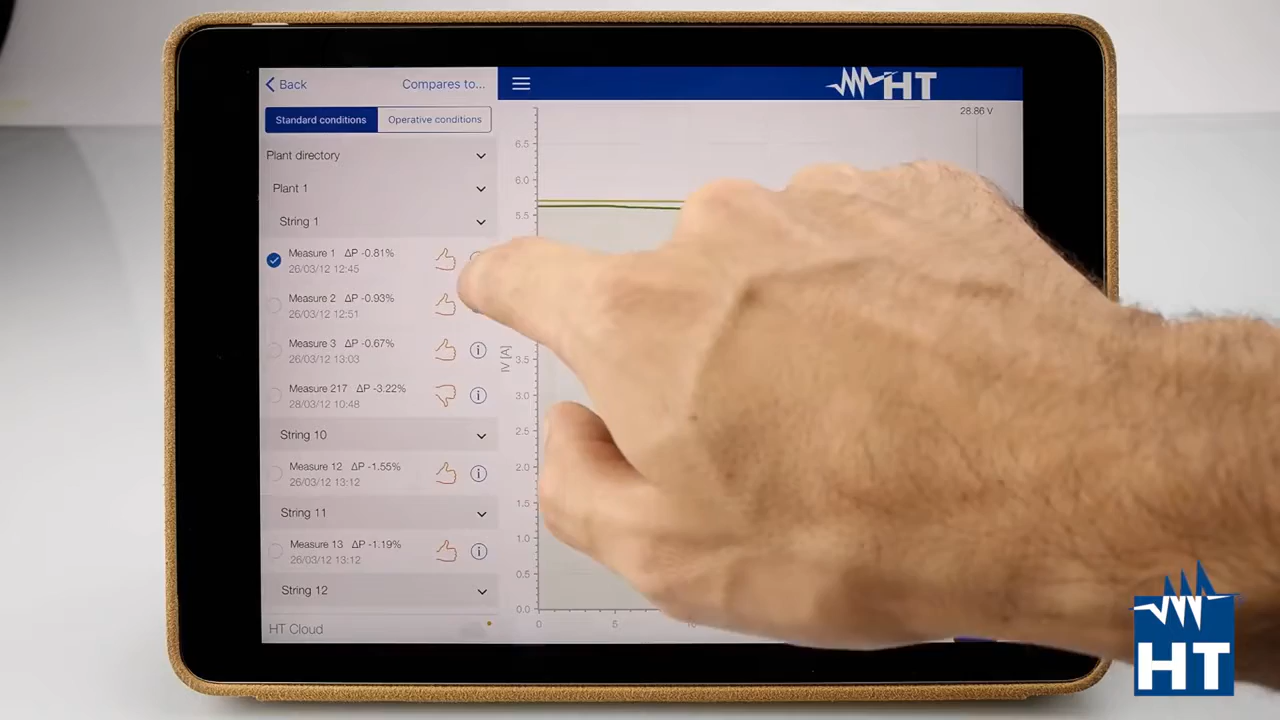 Back
Compares to...
HT
28.86 V
Standard conditions
Operative conditions
Plant directory
Plant 1
String 1
Measure 1 ΔP -0.81%
26/03/12 12:45
Measure 2 ΔP -0.93%
26/03/12 12:51
Measure 3 ΔP -0.67%
26/03/12 13:03
Measure 217 ΔP -3.22%
28/03/12 10:48
String 10
Measure 12 ΔP -1.55%
26/03/12 13:12
String 11
Measure 13 ΔP -1.19%
26/03/12 13:12
String 12
HT Cloud
6.5
6.0
5.5
IV [A]
3.5
3.0
2.5
2.0
1.5
1.0
0.5
0.0
0
5
HT